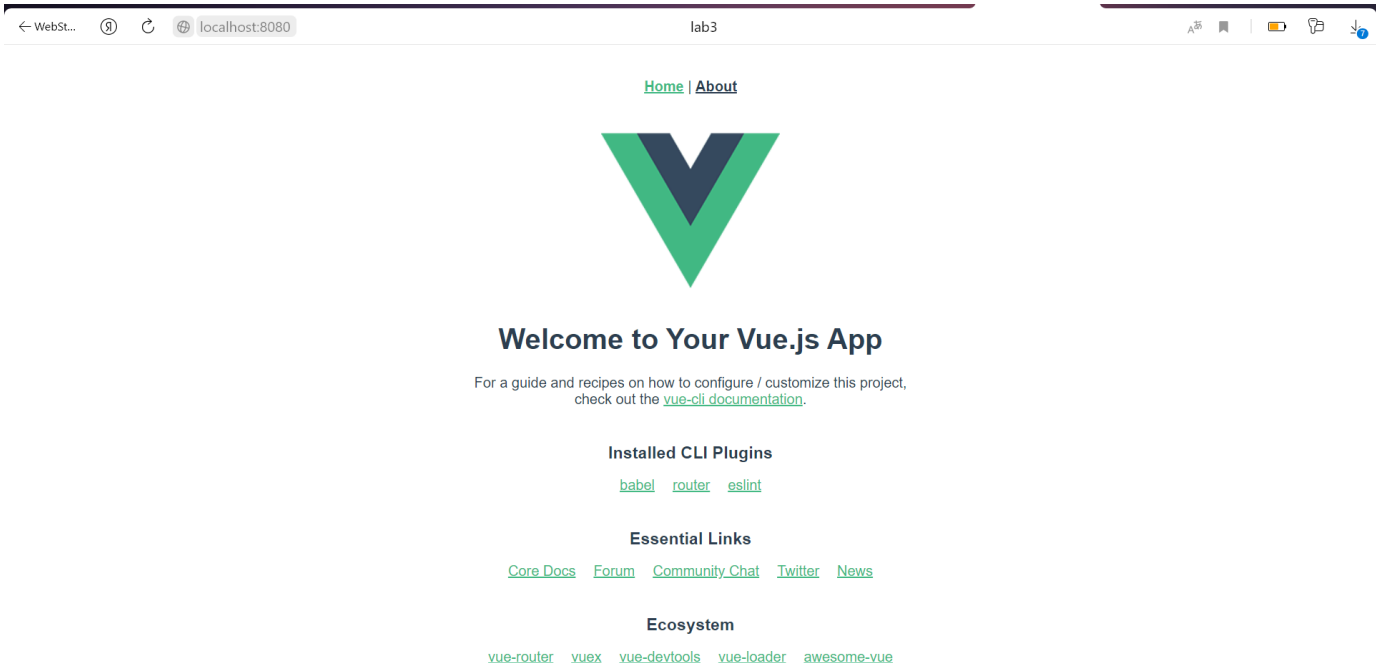 ← WebSt... Я localhost:8080 lab3 A あ 7
Home | About
Welcome to Your Vue.js App
For a guide and recipes on how to configure / customize this project,
check out the vue-cli documentation.
Installed CLI Plugins
babel router eslint
Essential Links
Core Docs Forum Community Chat Twitter News
Ecosystem
vue-router vuex vue-devtools vue-loader awesome-vue